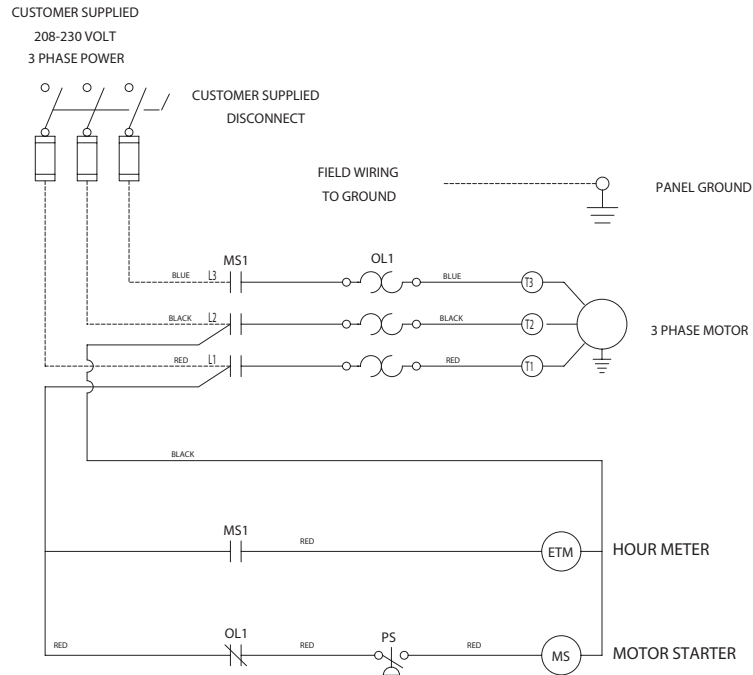 CUSTOMER SUPPLIED
208-230 VOLT
3 PHASE POWER
CUSTOMER SUPPLIED
DISCONNECT
FIELD WIRING
TO GROUND
PANEL GROUND
MS1
OL1
BLUE
L3
BLUE
T3
BLACK
L2
BLACK
T2
3 PHASE MOTOR
RED
L1
RED
T1
BLACK
MS1
RED
ETM
HOUR METER
RED
OL1
RED
PS
RED
MS
MOTOR STARTER